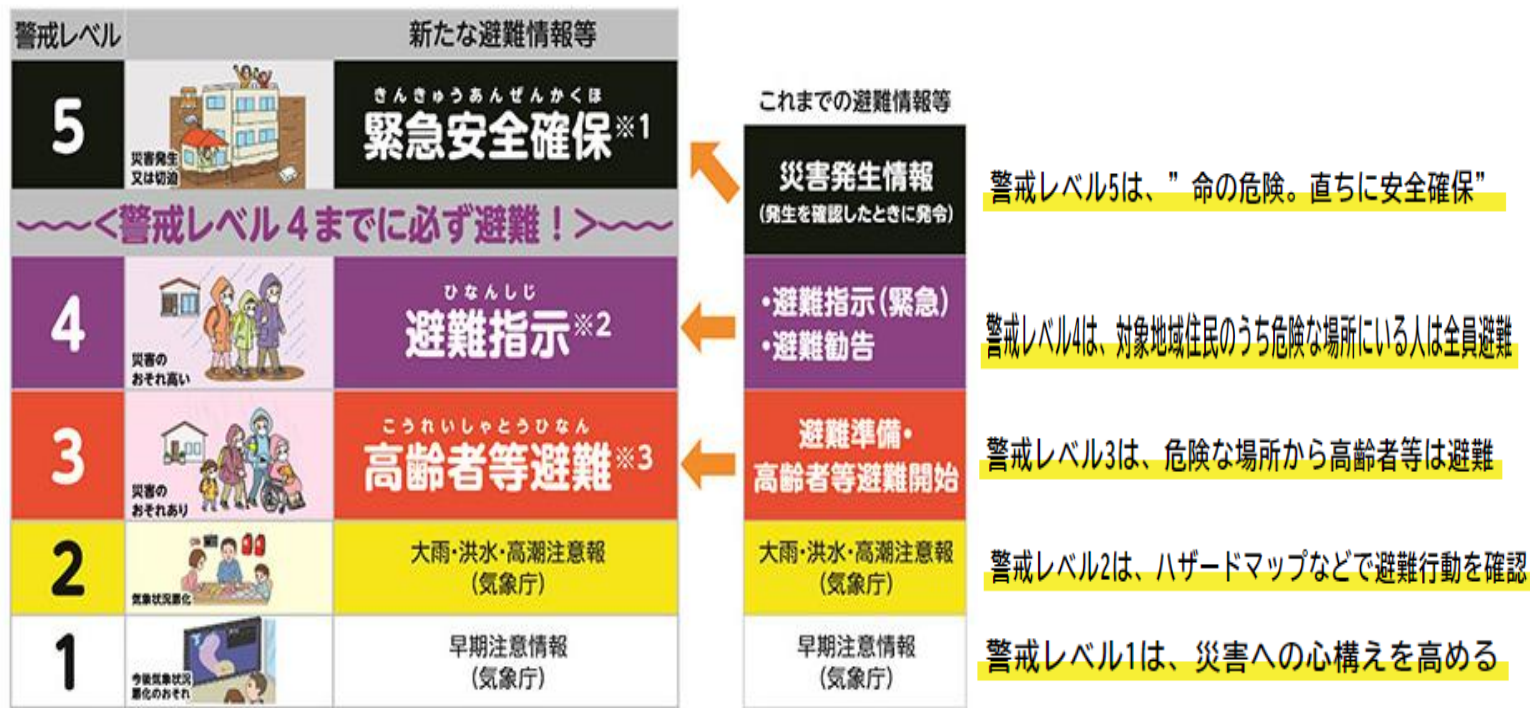 警戒レベル
新たな避難情報等
5
災害発生
又は切迫
きんきゅうあんぜんかくほ
緊急安全確保※1
〜〜<警戒レベル4までに必ず避難!>〜〜
4
災害の
おそれ高い
ひなんしじ
避難指示※2
3
災害の
おそれあり
こうれいしゃとうひなん
高齢者等避難※3
2
気象状況悪化
大雨・洪水・高潮注意報
(気象庁)
1
今後気象状況
悪化のおそれ
早期注意情報
(気象庁)
これまでの避難情報等
災害発生情報
(発生を確認したときに発令)
・避難指示(緊急)
・避難勧告
避難準備・
高齢者等避難開始
大雨・洪水・高潮注意報
(気象庁)
早期注意情報
(気象庁)
警戒レベル5は、”命の危険。直ちに安全確保”
警戒レベル4は、対象地域住民のうち危険な場所にいる人は全員避難
警戒レベル3は、危険な場所から高齢者等は避難
警戒レベル2は、ハザードマップなどで避難行動を確認
警戒レベル1は、災害への心構えを高める